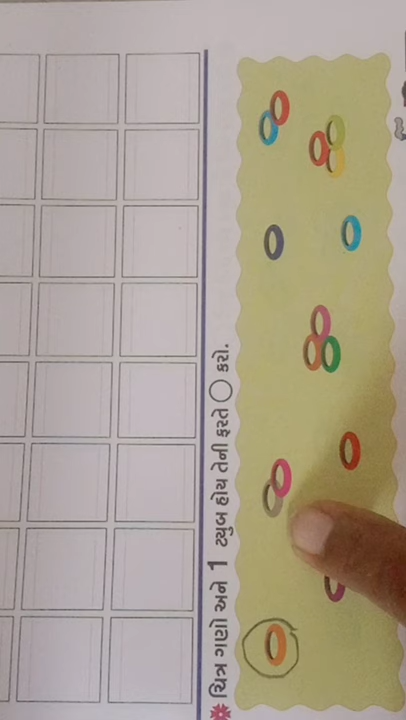 ચિત્ર ગણો અને 1 ટ્યુબ હોય તેની ફરતે ◯ કરો.